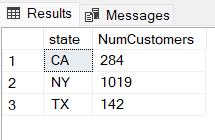 Results Messages
state NumCustomers
1 CA 284
2 NY 1019
3 TX 142